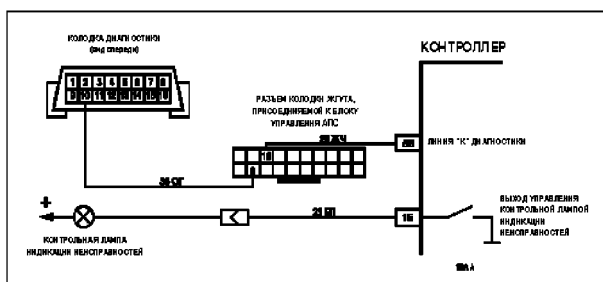 КОЛОДКА ДИАГНОСТИКИ
(вид спереди)
1 2 3 4 5 6 7 8
9 10 11 12 13 14 15 16
КОНТРОЛЛЕР
РАЗЪЕМ КОЛОДКИ ЖГУТА,
ПРИСОЕДИНЯЕМОЙ К БЛОКУ
УПРАВЛЕНИЯ АПС
18
9
ЛИНИЯ "К" ДИАГНОСТИКИ
+
КОНТРОЛЬНАЯ ЛАМПА
ИНДИКАЦИИ НЕИСПРАВНОСТЕЙ
ВЫХОД УПРАВЛЕНИЯ
КОНТРОЛЬНОЙ ЛАМПОЙ
ИНДИКАЦИИ
НЕИСПРАВНОСТЕЙ